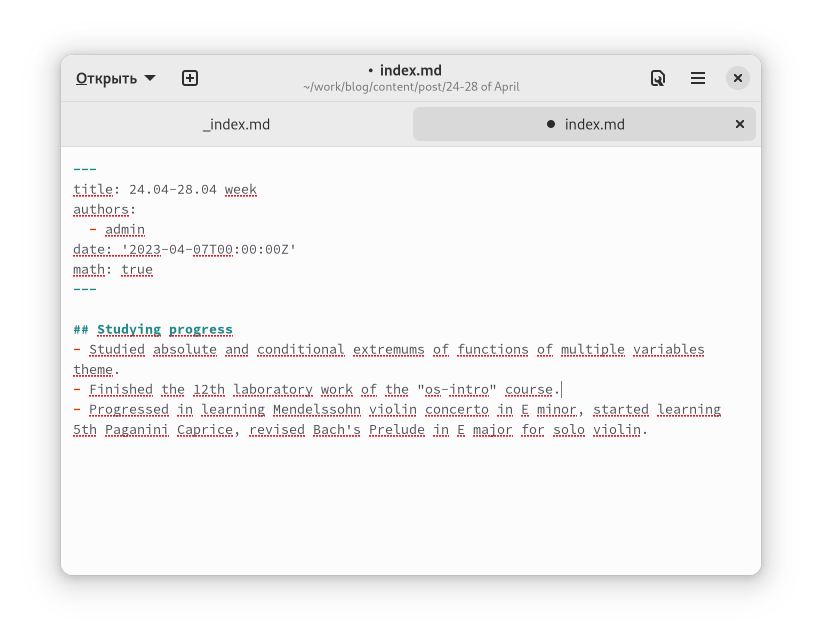 Открыть
• index.md
~/work/blog/content/post/24-28 of April
_index.md
● index.md
---
title: 24.04-28.04 week
authors:
  - admin
date: '2023-04-07T00:00:00Z'
math: true
---
## Studying progress
- Studied absolute and conditional extremums of functions of multiple variables
theme.
- Finished the 12th laboratory work of the "os-intro" course.
- Progressed in learning Mendelssohn violin concerto in E minor, started learning
5th Paganini Caprice, revised Bach's Prelude in E major for solo violin.